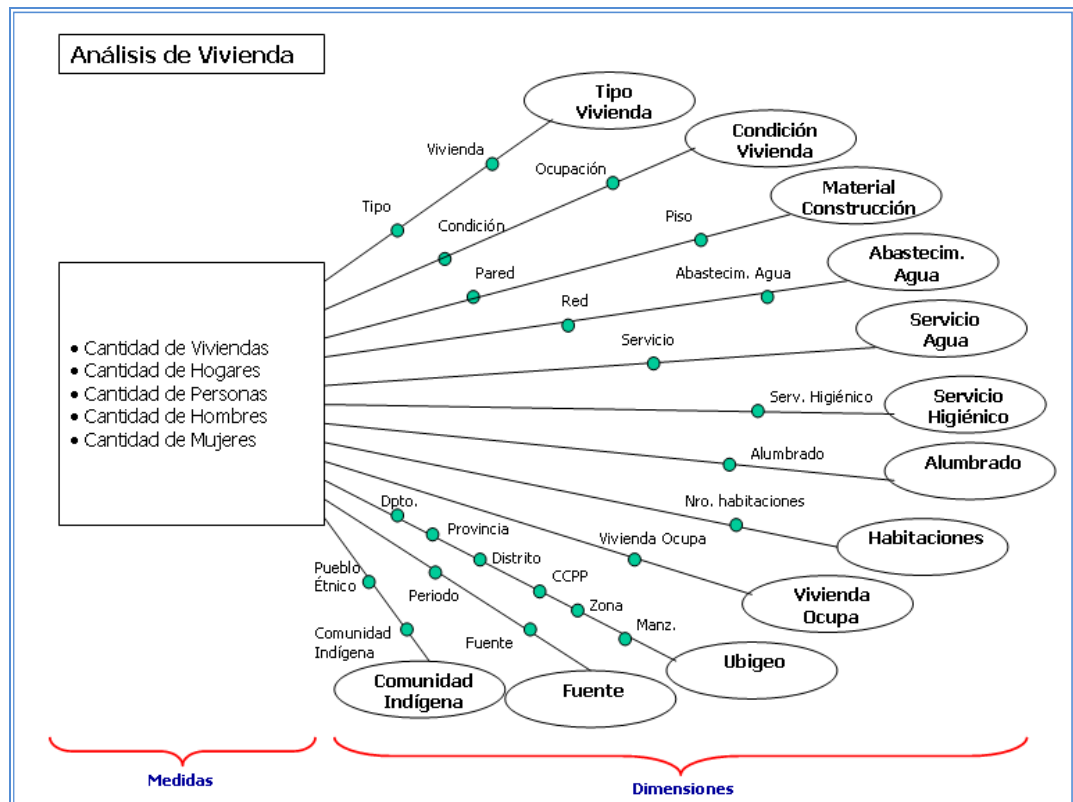 Análisis de Vivienda
Tipo
Vivienda
Vivienda
Tipo
Condición
Vivienda
Ocupación
Condición
Material
Construcción
Piso
Pared
Abastecim.
Agua
Abastecim. Agua
Red
Servicio
Agua
Servicio
Servicio
Higiénico
Serv. Higiénico
Alumbrado
Alumbrado
Habitaciones
Nro. habitaciones
Vivienda
Ocupa
Vivienda Ocupa
Ubigeo
Dpto.
Provincia
Distrito
CCPP
Zona
Manz.
Fuente
Periodo
Fuente
Comunidad
Indígena
Pueblo
Étnico
Comunidad
Indígena
• Cantidad de Viviendas
• Cantidad de Hogares
• Cantidad de Personas
• Cantidad de Hombres
• Cantidad de Mujeres
Medidas
Dimensiones